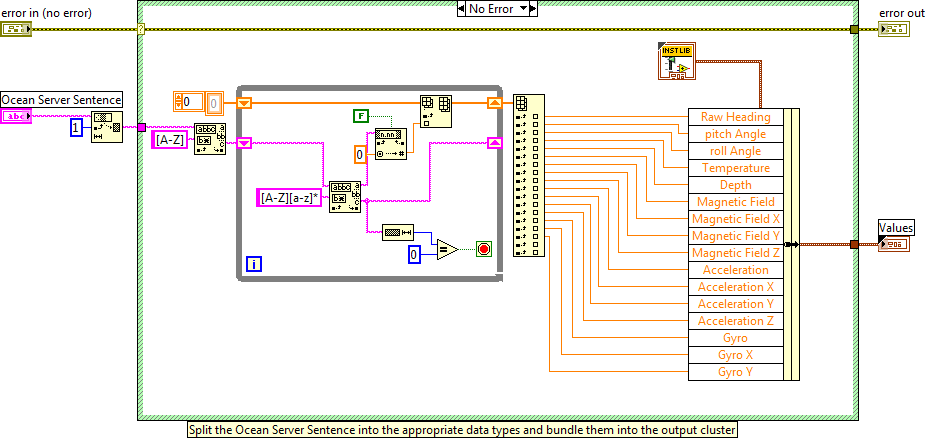 error in (no error)
No Error
error out
?
INSTLIB
Ocean Server Sentence
abc
1
[A-Z]
0
0
F
n.nn
0
[A-Z][a-z]*
0
=
i
Raw Heading
pitch Angle
roll Angle
Temperature
Depth
Magnetic Field
Magnetic Field X
Magnetic Field Y
Magnetic Field Z
Acceleration
Acceleration X
Acceleration Y
Acceleration Z
Gyro
Gyro X
Gyro Y
Values
Split the Ocean Server Sentence into the appropriate data types and bundle them into the output cluster